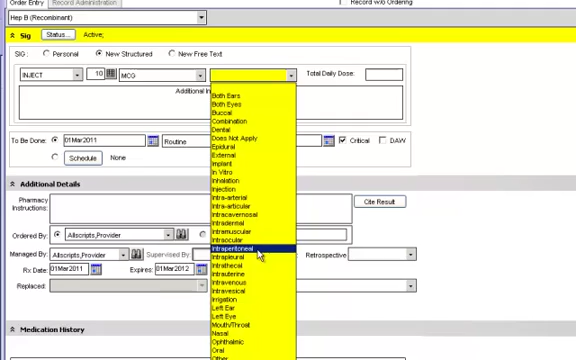 Order Entry Record Administration Record w/o Ordering
Hep B (Recombinant)
Sig Status... Active;
SIG: Personal New Structured New Free Text
INJECT 10 MCG Total Daily Dose:
Additional In
Both Ears
Both Eyes
Buccal
Combination
Dental
Does Not Apply
Epidural
External
Implant
In Vitro
Inhalation
Injection
Intra-arterial
Intra-articular
Intracavernosal
Intradermal
Intramuscular
Intraocular
Intraperitoneal
Intrapleural
Intrathecal
Intrauterine
Intravenous
Intravesical
Irrigation
Left Ear
Left Eye
Mouth/Throat
Nasal
Ophthalmic
Oral
Other
To Be Done: 01Mar2011 Routine Critical DAW
Schedule None
Additional Details
Pharmacy Instructions: Cite Result
Ordered By: Allscripts,Provider
Managed By: Allscripts,Provider Supervised By: Retrospective
Rx Date: 01Mar2011 Expires: 01Mar2012
Replaced:
Medication History